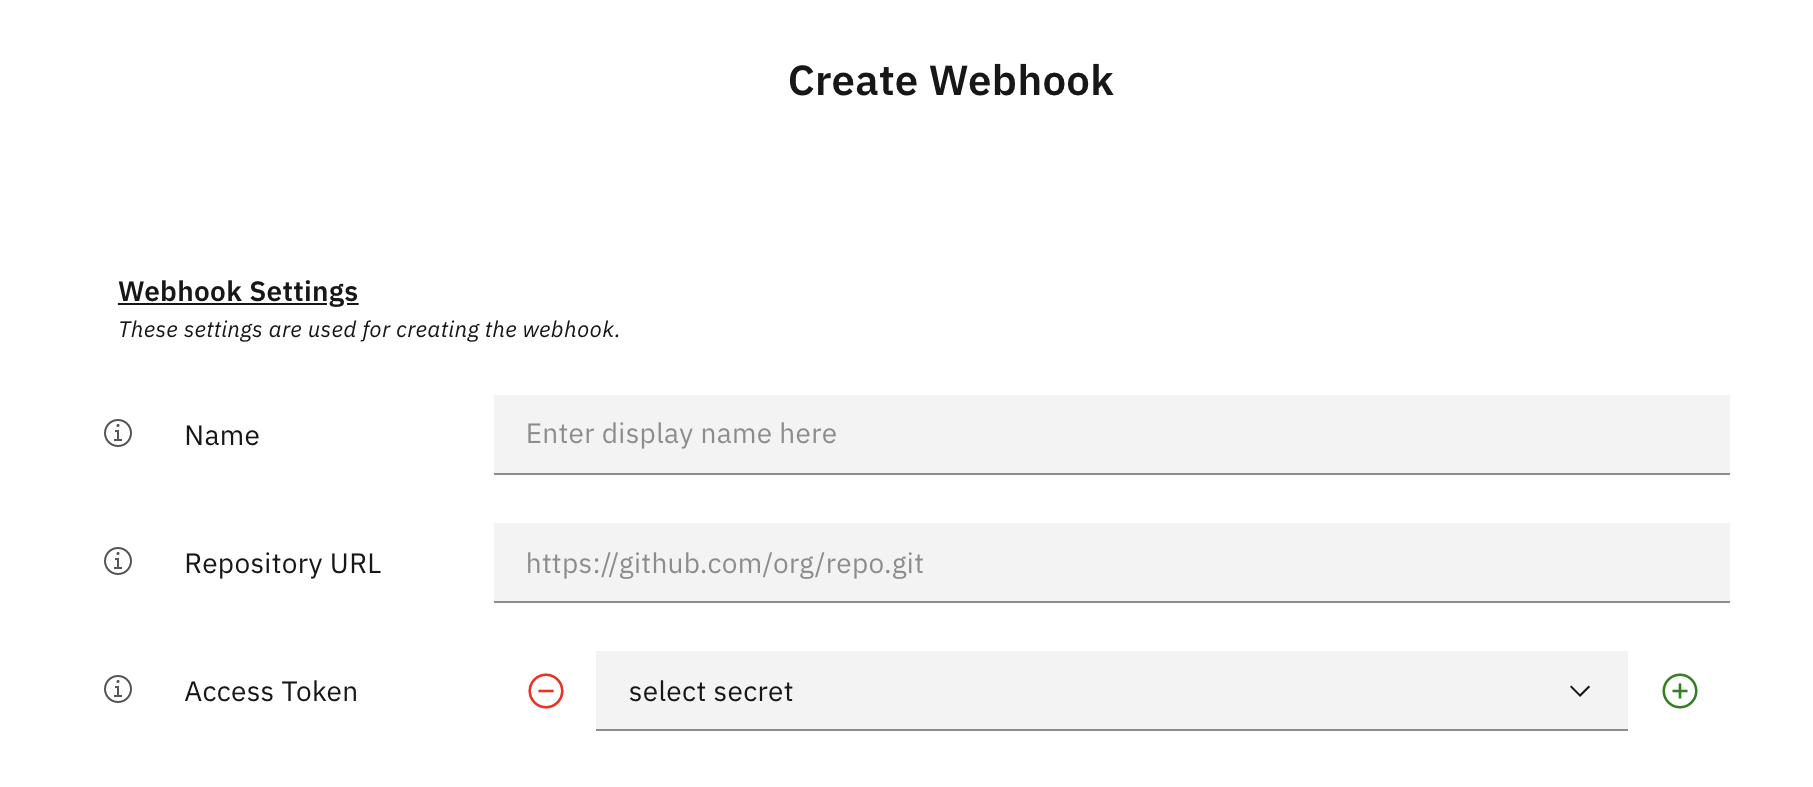 Create Webhook
Webhook Settings
These settings are used for creating the webhook.
Name
Enter display name here
Repository URL
https://github.com/org/repo.git
Access Token
select secret